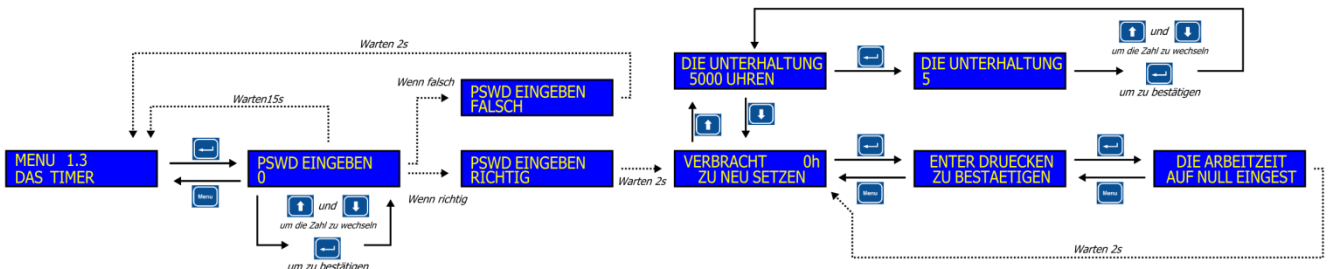 Warten 2s
Wenn falsch
Warten15s
PSWD EINGEBEN
FALSCH
MENU 1.3
DAS TIMER
Menu
PSWD EINGEBEN
0
und
um die Zahl zu wechseln
um zu bestätigen
Wenn richtig
PSWD EINGEBEN
RICHTIG
Warten 2s
DIE UNTERHALTUNG
5000 UHREN
DIE UNTERHALTUNG
5
und
um die Zahl zu wechseln
um zu bestätigen
VERBRACHT 0h
ZU NEU SETZEN
Menu
ENTER DRUECKEN
ZU BESTAETIGEN
Menu
DIE ARBEITZEIT
AUF NULL EINGEST
Warten 2s